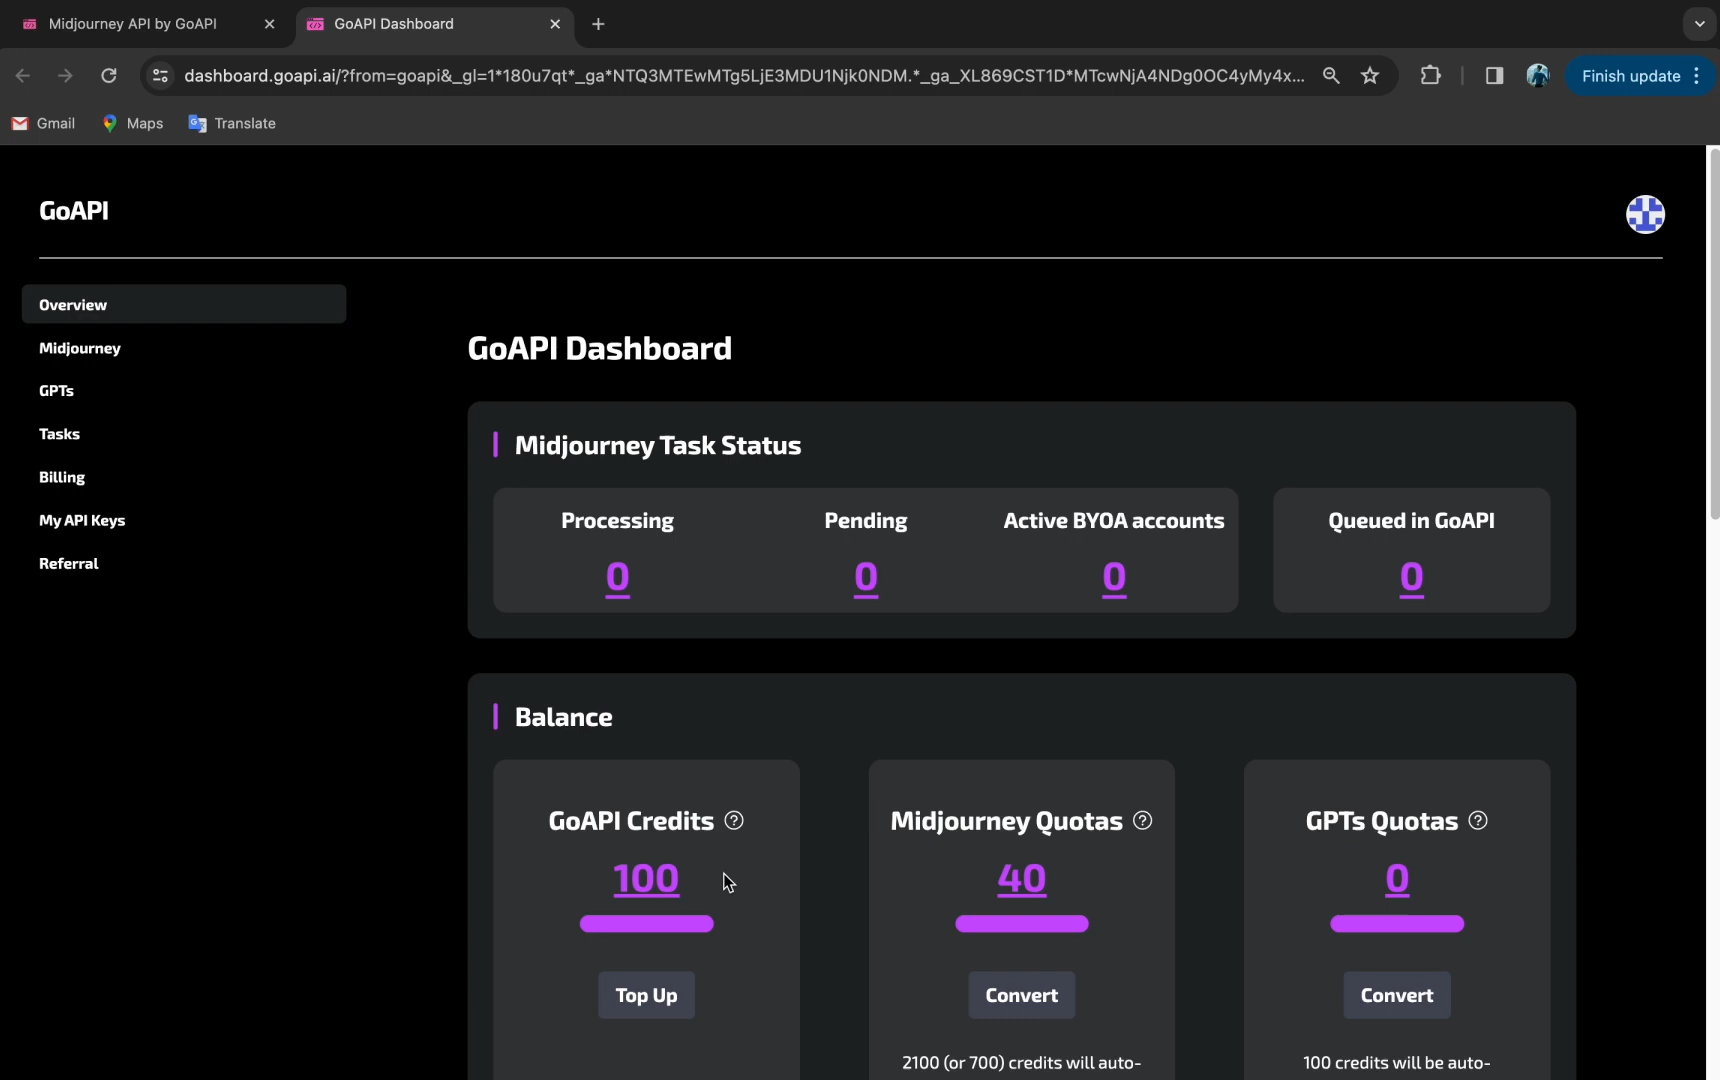 Midjourney API by GoAPI
GoAPI Dashboard
dashboard.goapi.ai/?from=goapi&_gl=1*180u7qt*_ga*NTQ3MTEwMTg5LjE3MDU1Njk0NDM.*_ga_XL869CST1D*MTcwNjA4NDg0OC4yMy4x...
Finish update
Gmail
Maps
Translate
GoAPI
Overview
Midjourney
GPTs
Tasks
Billing
My API Keys
Referral
GoAPI Dashboard
Midjourney Task Status
Processing
0
Pending
0
Active BYOA accounts
0
Queued in GoAPI
0
Balance
GoAPI Credits ?
100
Top Up
Midjourney Quotas ?
40
Convert
2100 (or 700) credits will auto-
GPTs Quotas ?
0
Convert
100 credits will be auto-